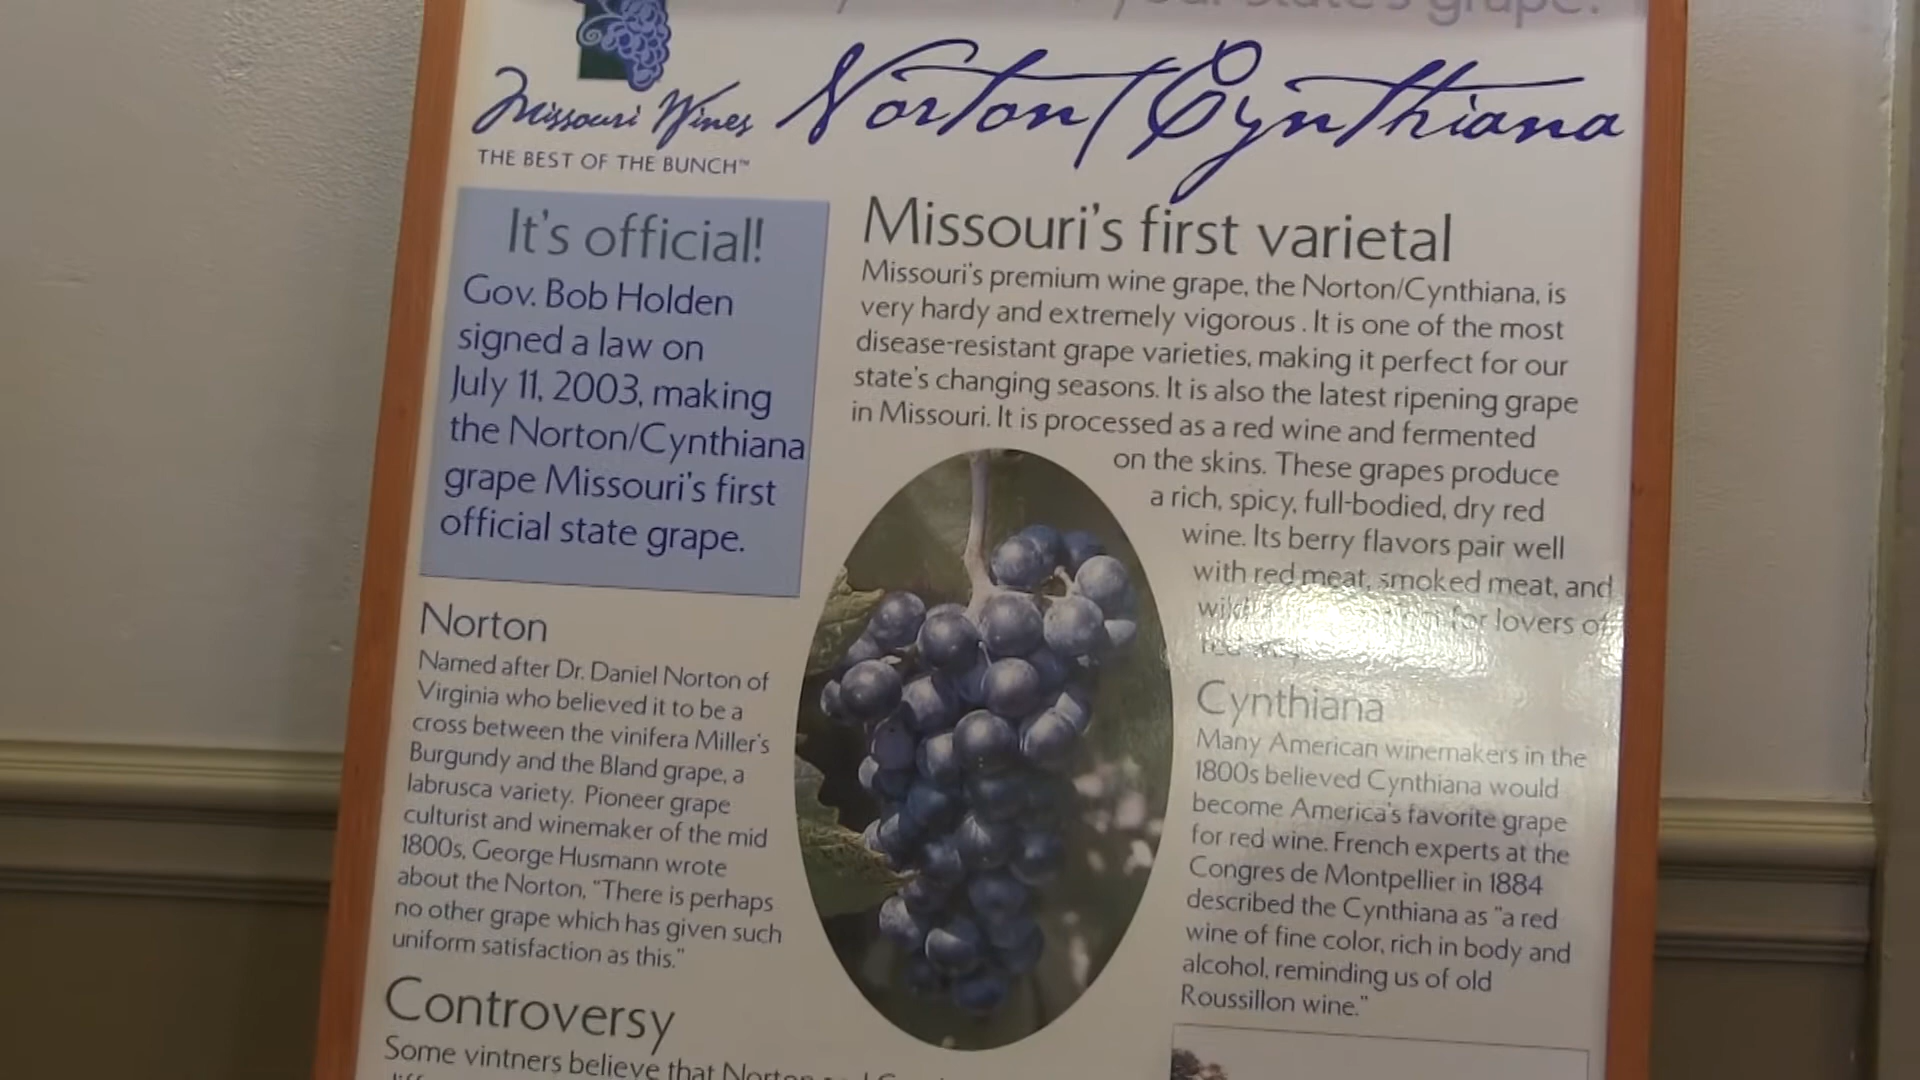 your state's grape.
Missouri Wines
THE BEST OF THE BUNCH™
Norton/Cynthiana
It's official!
Gov. Bob Holden
signed a law on
July 11, 2003, making
the Norton/Cynthiana
grape Missouri's first
official state grape.
Missouri's first varietal
Missouri's premium wine grape, the Norton/Cynthiana, is
very hardy and extremely vigorous . It is one of the most
disease-resistant grape varieties, making it perfect for our
state's changing seasons. It is also the latest ripening grape
in Missouri. It is processed as a red wine and fermented
on the skins. These grapes produce
a rich, spicy, full-bodied, dry red
wine. Its berry flavors pair well
with red meat, smoked meat, and
for lovers of
Norton
Named after Dr. Daniel Norton of
Virginia who believed it to be a
cross between the vinifera Miller's
Burgundy and the Bland grape, a
labrusca variety. Pioneer grape
culturist and winemaker of the mid
1800s, George Husmann wrote
about the Norton, "There is perhaps
no other grape which has given such
uniform satisfaction as this."
Cynthiana
Many American winemakers in the
1800s believed Cynthiana would
become America's favorite grape
for red wine. French experts at the
Congres de Montpellier in 1884
described the Cynthiana as "a red
wine of fine color, rich in body and
alcohol, reminding us of old
Roussillon wine."
Controversy
Some vintners believe that Norton